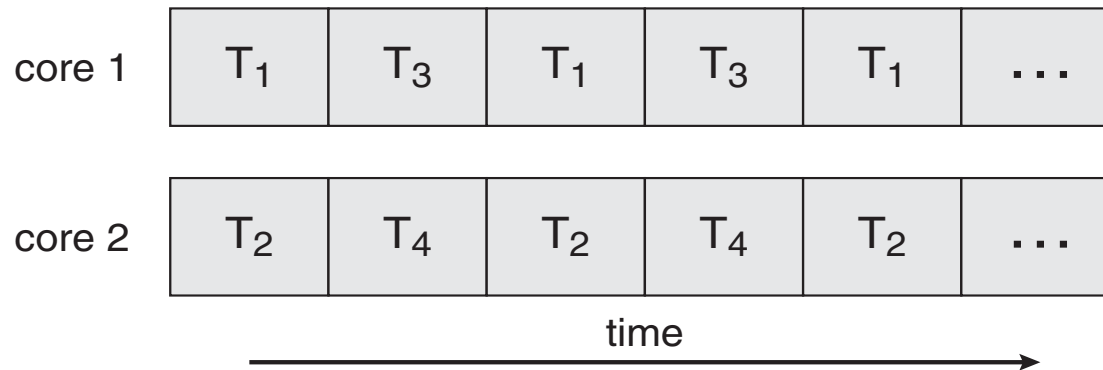 core 1 T₁ T₃ T₁ T₃ T₁ ...
core 2 T₂ T₄ T₂ T₄ T₂ ...
time